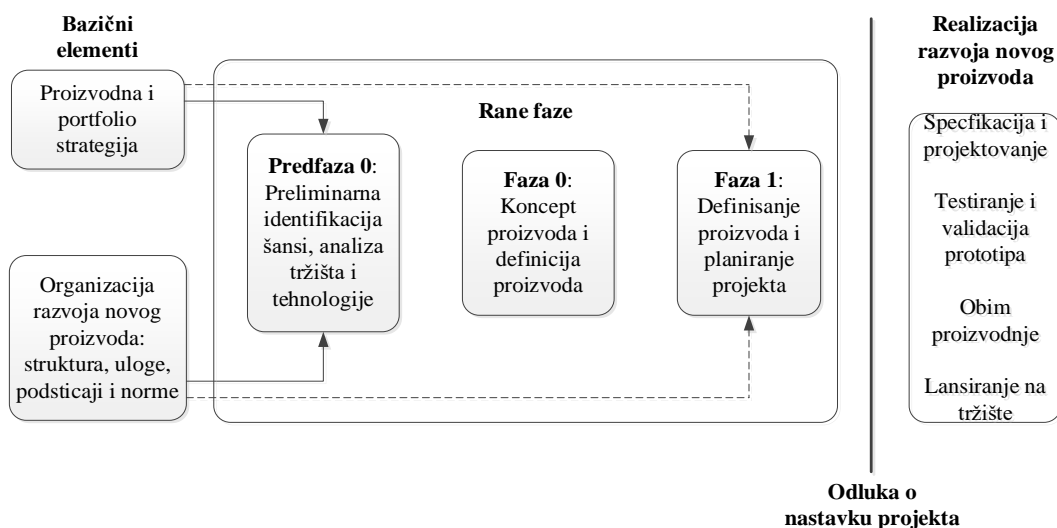 Bazični
elementi
Proizvodna i
portfolio
strategija
Organizacija
razvoja novog
proizvoda:
struktura, uloge,
podsticaji i norme
Rane faze
Predfaza 0:
Preliminarna
identifikacija
šansi, analiza
tržišta i
tehnologije
Faza 0:
Koncept
proizvoda i
definicija
proizvoda
Faza 1:
Definisanje
proizvoda i
planiranje
projekta
Realizacija
razvoja novog
proizvoda
Specfikacija i
projektovanje
Testiranje i
validacija
prototipa
Obim
proizvodnje
Lansiranje na
tržište
Odluka o
nastavku projekta